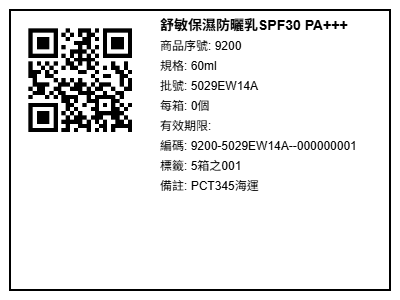 舒敏保濕防曬乳SPF30 PA+++
商品序號: 9200
規格: 60ml
批號: 5029EW14A
每箱: 0個
有效期限:
編碼: 9200-5029EW14A--000000001
標籤: 5箱之001
備註: PCT345海運